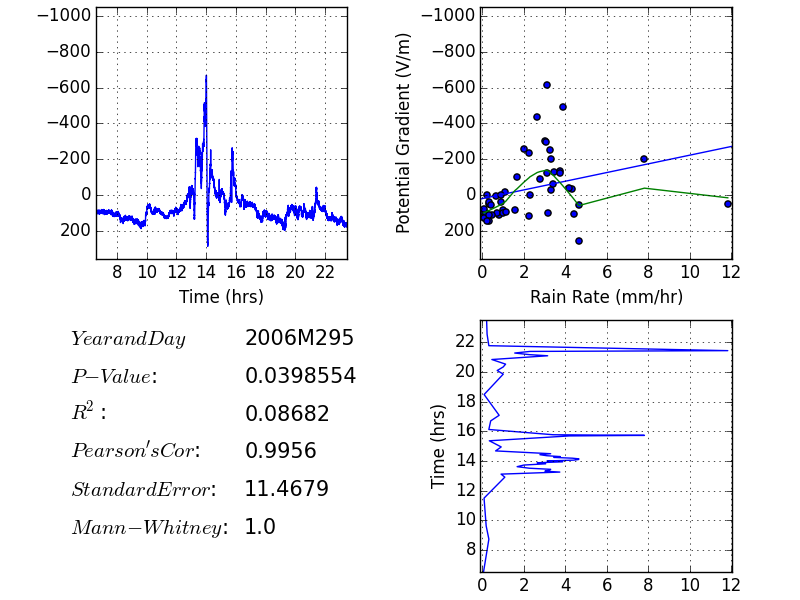 −1000
−800
−600
−400
−200
0
200
8 10 12 14 16 18 20 22
Time (hrs)
Potential Gradient (V/m)
−1000
−800
−600
−400
−200
0
200
0 2 4 6 8 10 12
Rain Rate (mm/hr)
YearandDay 2006M295
P−Value: 0.0398554
R²: 0.08682
Pearson'sCor: 0.9956
StandardError: 11.4679
Mann−Whitney: 1.0
Time (hrs)
22
20
18
16
14
12
10
8
0 2 4 6 8 10 12